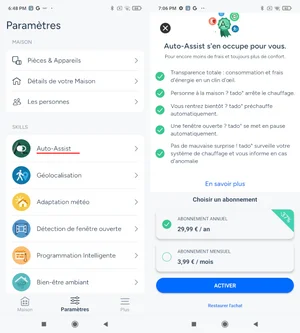 4:48 PM
Paramètres
MAISON
Pièces & Appareils
Détails de votre Maison
Les personnes
SKILLS
Auto-Assist
Géolocalisation
Adaptation météo
Détection de fenêtre ouverte
Programmation Intelligente
Bien-être ambiant
Maison
Paramètres
Plus
7:06 PM
Auto-Assist s'en occupe pour vous.
Pour encore moins de frais et toujours plus de confort.
Transparence totale : consommation et frais
d'énergie en un clin d'œil.
Personne à la maison ? tado° arrête le chauffage.
Vous rentrez bientôt ? tado° préchauffe
automatiquement.
Une fenêtre ouverte ? tado° se met en pause
automatiquement.
Pas de mauvaise surprise ! tado° surveille votre
système de chauffage et vous informe en cas
d'anomalie
En savoir plus
Choisir un abonnement
ABONNEMENT ANNUEL
29,99 € / an
ABONNEMENT MENSUEL
3,99 € / mois
ACTIVER
Restaurer l'achat